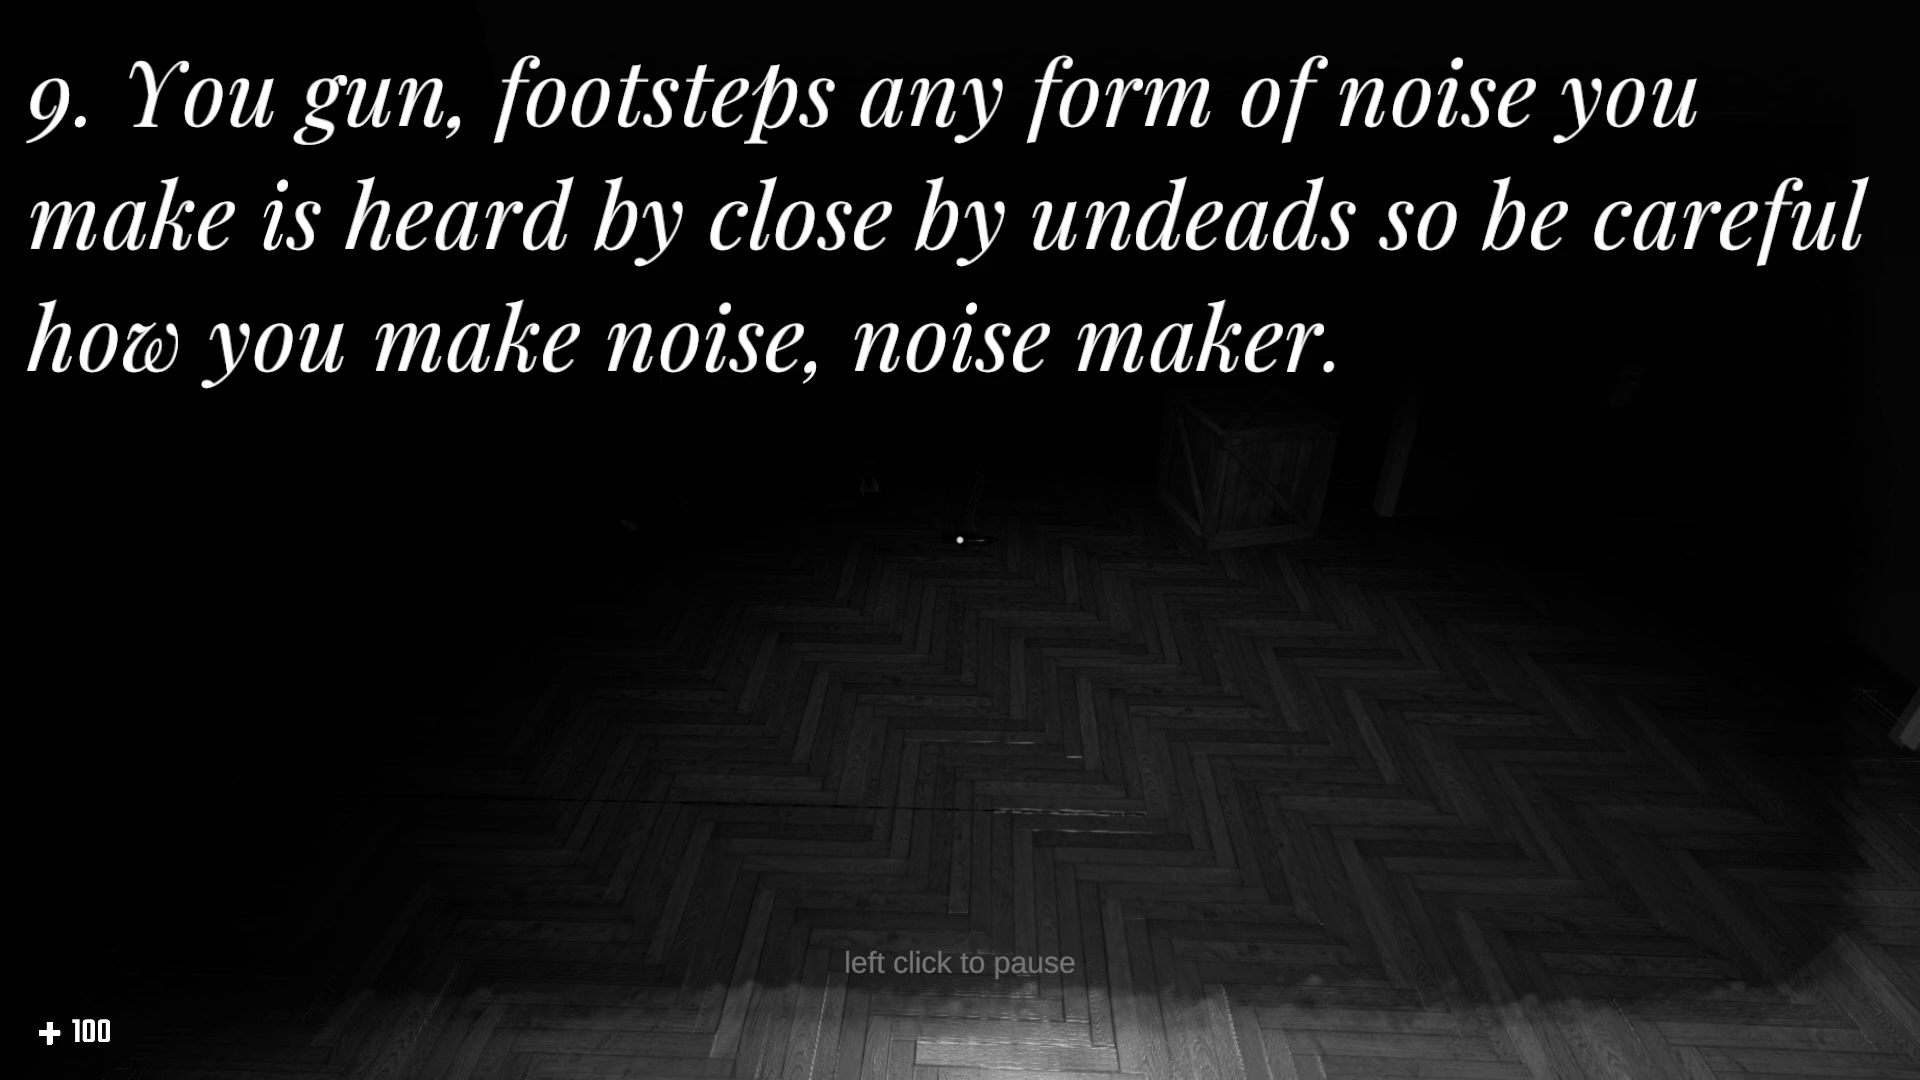 9. You gun, footsteps any form of noise you
make is heard by close by undeads so be careful
how you make noise, noise maker.
left click to pause
+ 100